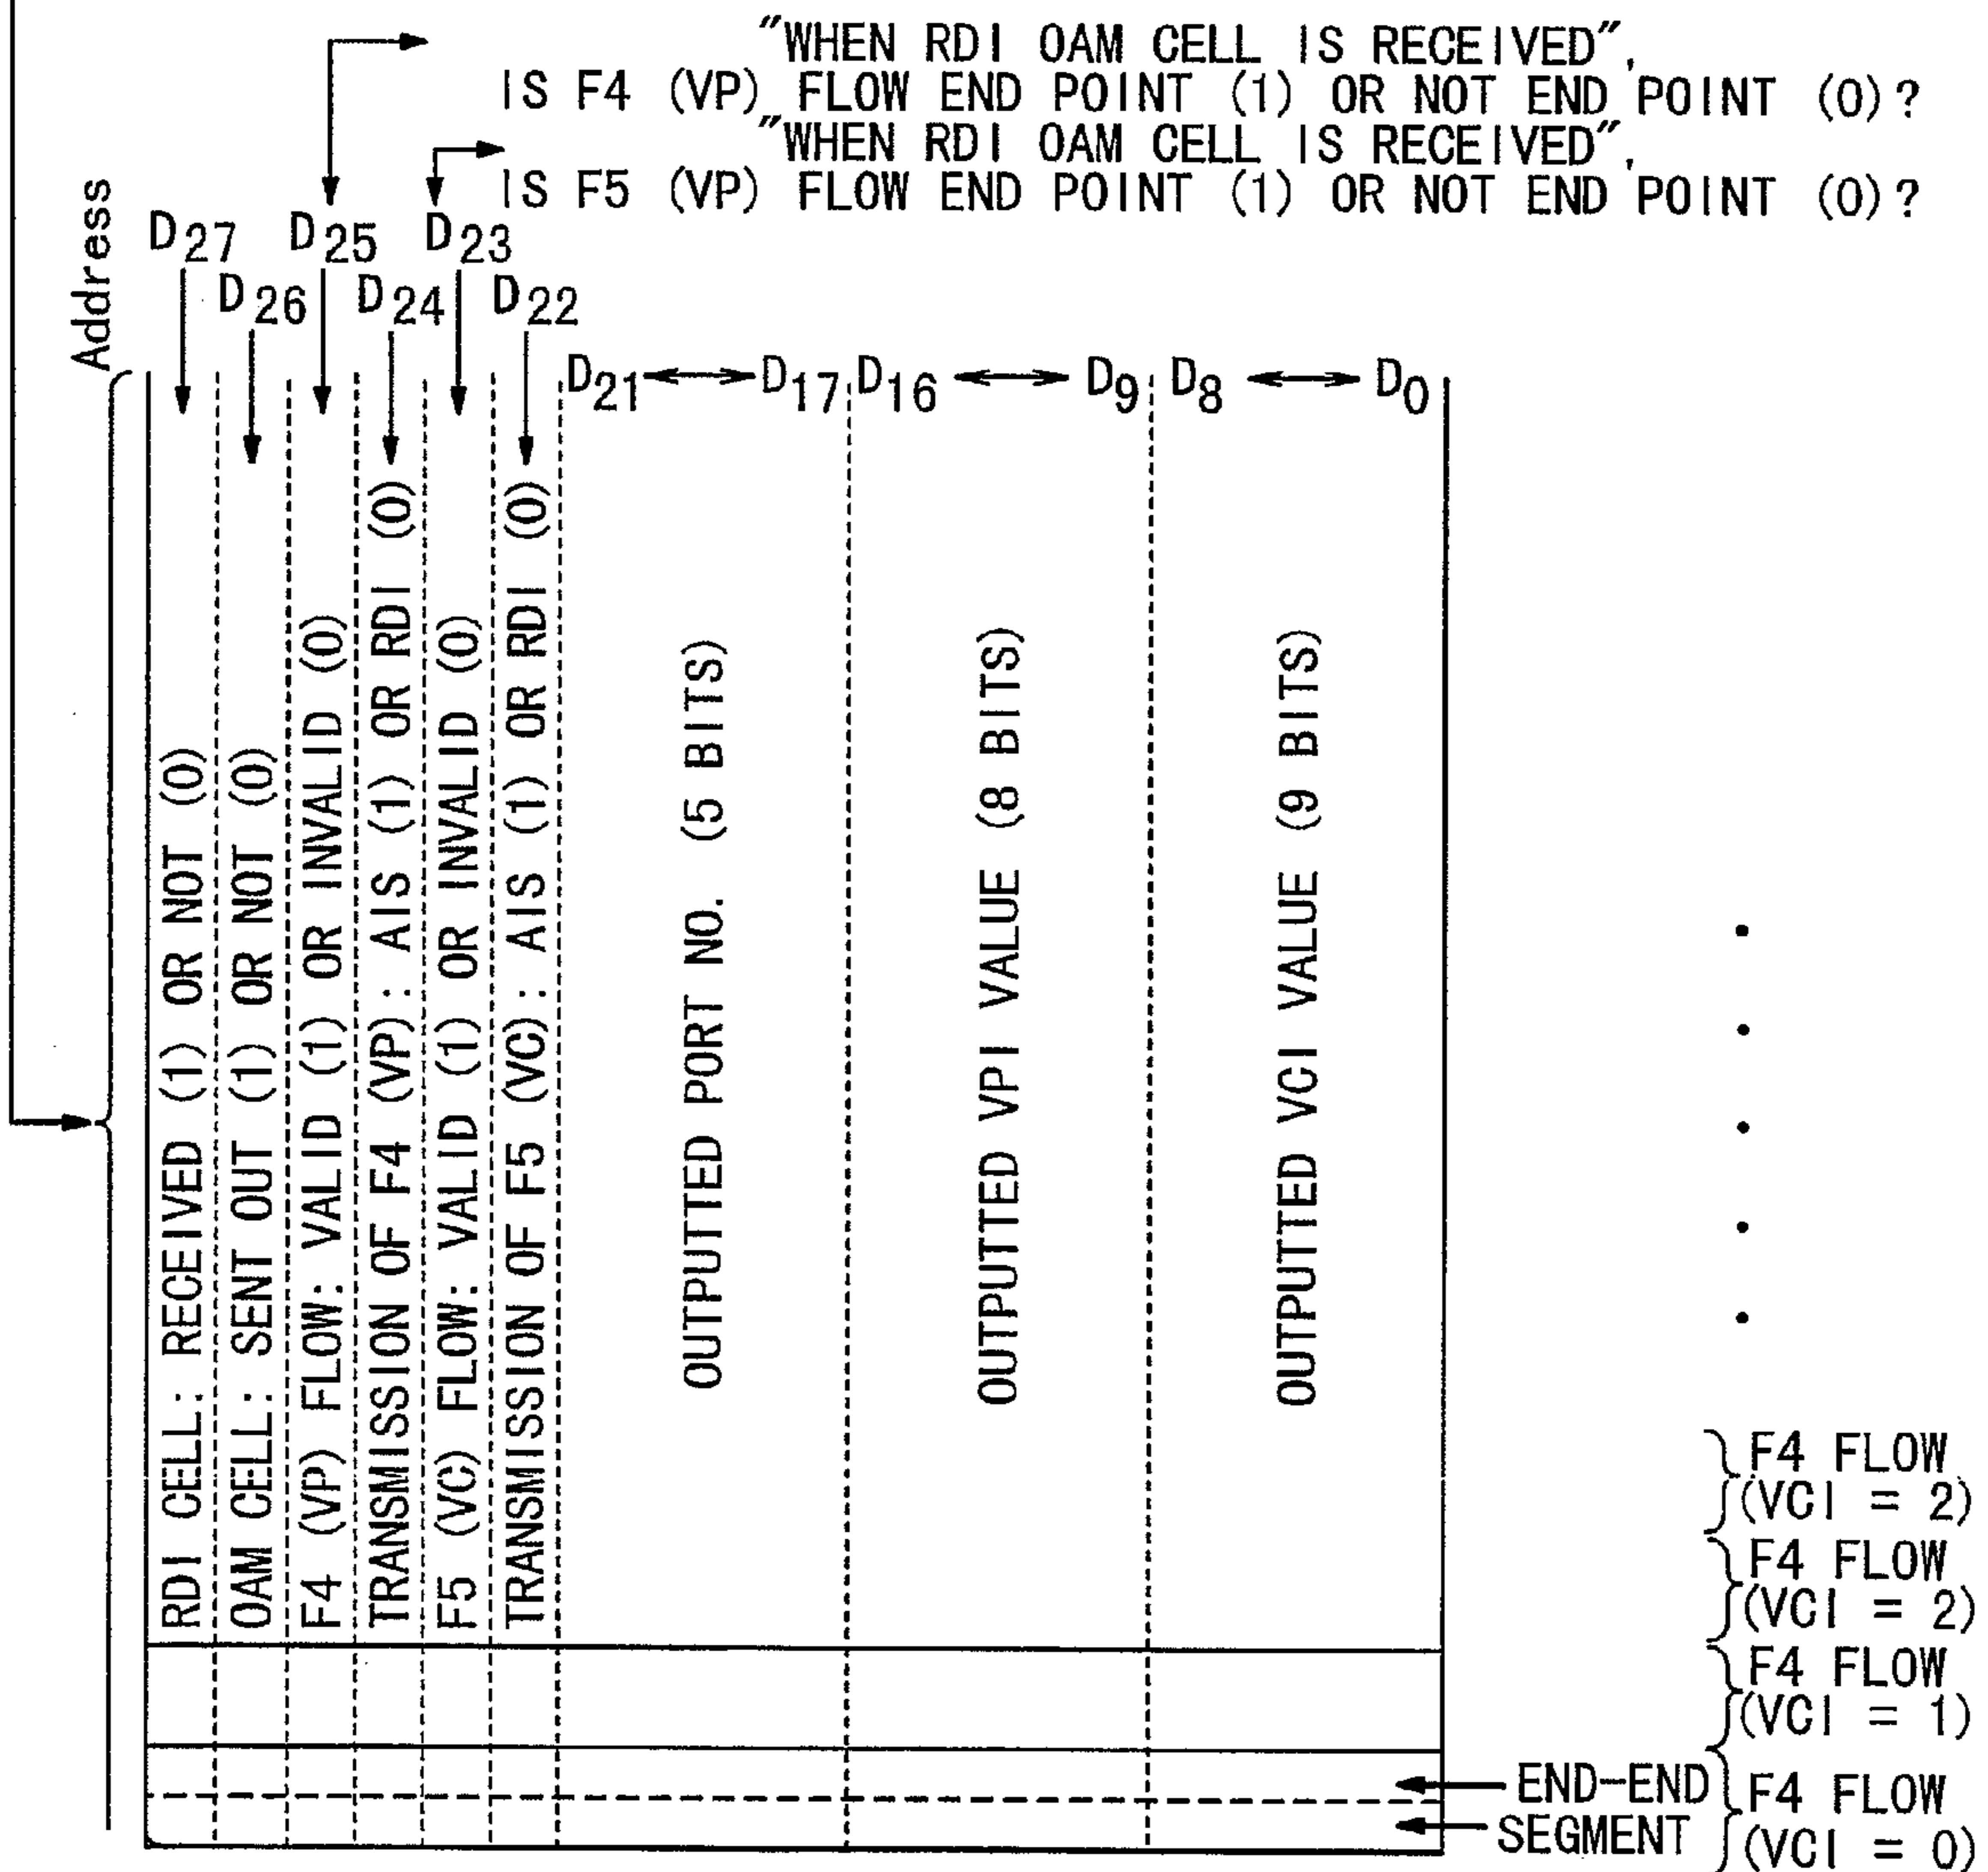 "WHEN RDI OAM CELL IS RECEIVED",
IS F4 (VP) FLOW END POINT (1) OR NOT END POINT (0)?
"WHEN RDI OAM CELL IS RECEIVED",
IS F5 (VP) FLOW END POINT (1) OR NOT END POINT (0)?
Address
D27 D25 D23
D26 D24 D22
D21 D17 D16 D9 D8 D0
RDI CELL: RECEIVED (1) OR NOT (0)
OAM CELL: SENT OUT (1) OR NOT (0)
F4 (VP) FLOW: VALID (1) OR INVALID (0)
TRANSMISSION OF F4 (VP): AIS (1) OR RDI (0)
F5 (VC) FLOW: VALID (1) OR INVALID (0)
TRANSMISSION OF F5 (VC): AIS (1) OR RDI (0)
OUTPUTTED PORT NO. (5 BITS)
OUTPUTTED VPI VALUE (8 BITS)
OUTPUTTED VCI VALUE (9 BITS)
F4 FLOW
(VCI = 2)
F4 FLOW
(VCI = 2)
F4 FLOW
(VCI = 1)
END-END
SEGMENT
F4 FLOW
(VCI = 0)